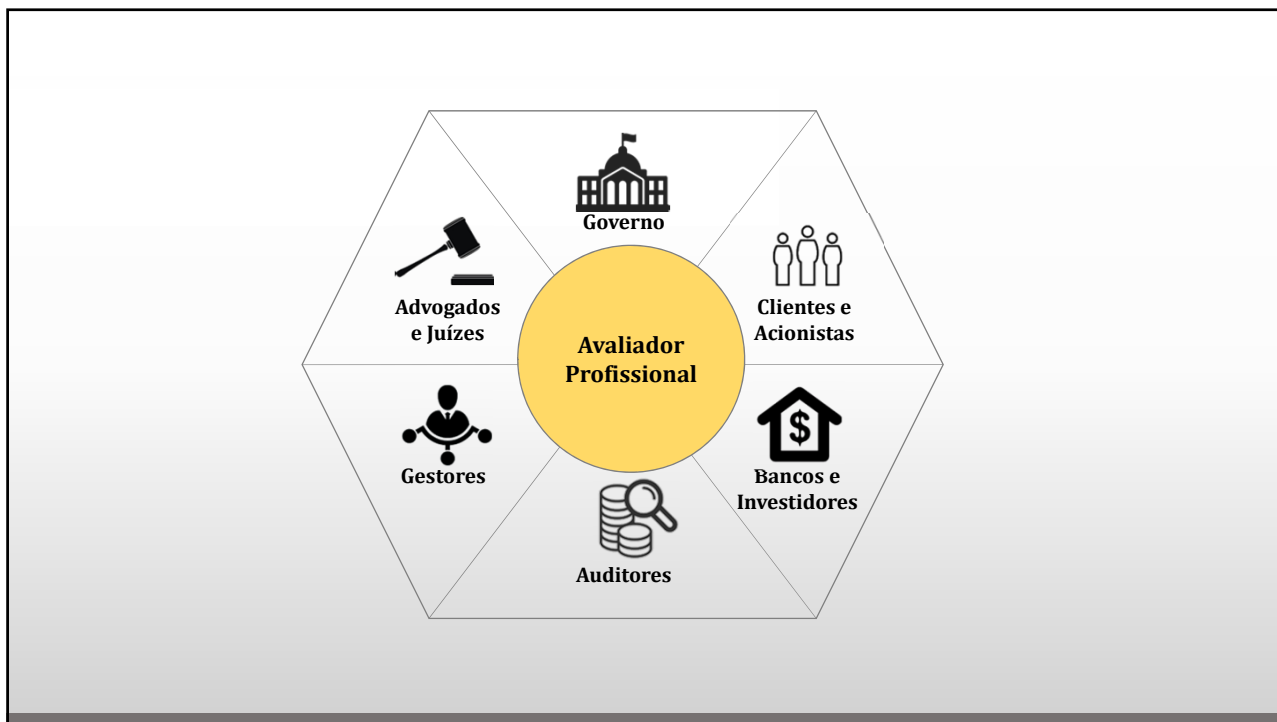 Governo
Advogados
e Juízes
Clientes e
Acionistas
Avaliador
Profissional
Gestores
$
Bancos e
Investidores
Auditores